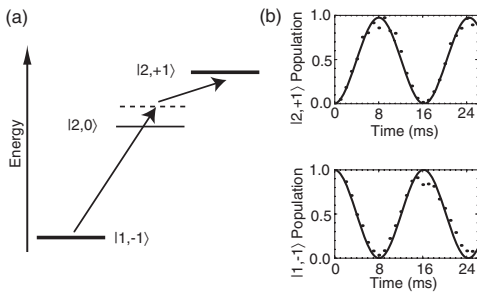 (a)
Energy
|2,+1⟩
|2,0⟩
|1,-1⟩
(b)
|2,+1⟩ Population
1.0
0.5
0.0
0 8 16 24
Time (ms)
|1,-1⟩ Population
1.0
0.5
0.0
0 8 16 24
Time (ms)